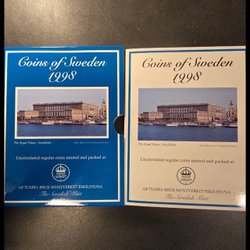 Coins of Sweden
1998
The Royal Palace, Stockholm
Uncirculated regular coins minted and packed at
AB TUMBA BRUK MYNTVERKET ESKILSTUNA
The Swedish Mint
Coins of Sweden
1998
The Royal Palace, Stockholm
Uncirculated regular coins minted and packed at
AB TUMBA BRUK MYNTVERKET ESKILSTUNA
The Swedish Mint